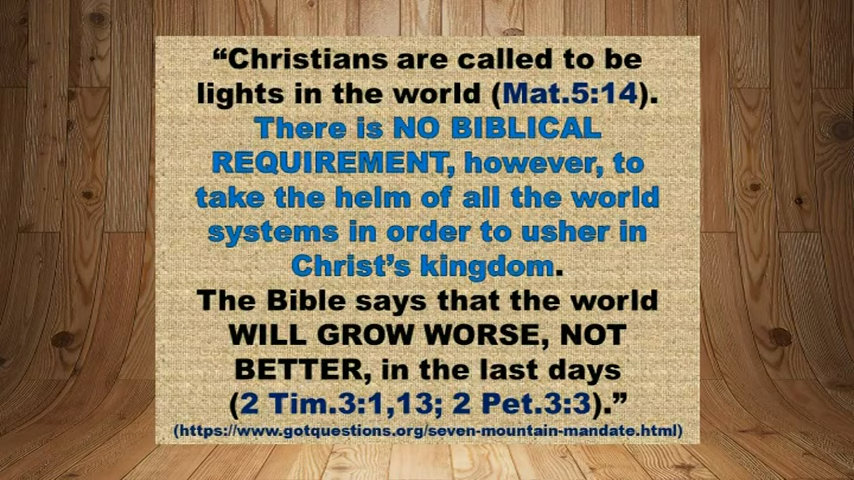 “Christians are called to be
lights in the world (Mat.5:14).
There is NO BIBLICAL
REQUIREMENT, however, to
take the helm of all the world
systems in order to usher in
Christ’s kingdom.
The Bible says that the world
WILL GROW WORSE, NOT
BETTER, in the last days
(2 Tim.3:1,13; 2 Pet.3:3).”
(https://www.gotquestions.org/seven-mountain-mandate.html)